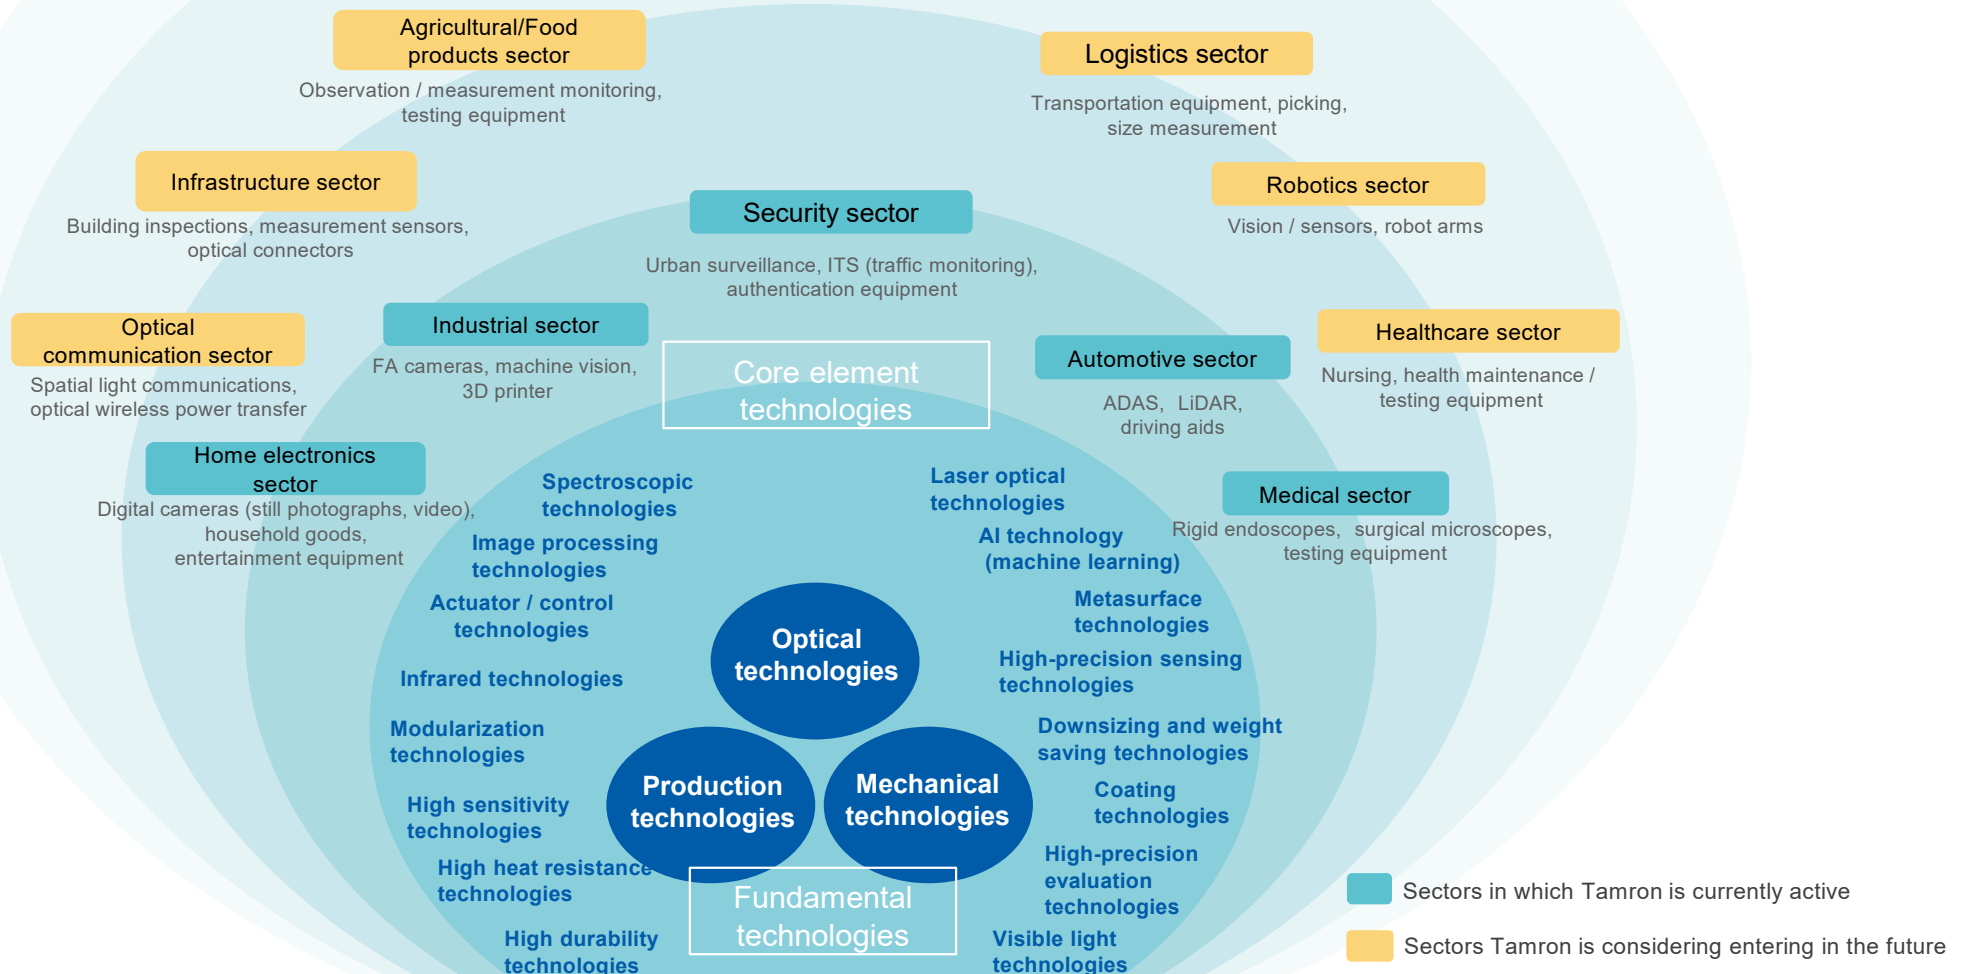 Agricultural/Food
products sector
Observation / measurement monitoring,
testing equipment
Logistics sector
Transportation equipment, picking,
size measurement
Infrastructure sector
Building inspections, measurement sensors,
optical connectors
Robotics sector
Vision / sensors, robot arms
Security sector
Urban surveillance, ITS (traffic monitoring),
authentication equipment
Optical
communication sector
Spatial light communications,
optical wireless power transfer
Industrial sector
FA cameras, machine vision,
3D printer
Core element
technologies
Automotive sector
ADAS, LiDAR,
driving aids
Healthcare sector
Nursing, health maintenance /
testing equipment
Home electronics
sector
Digital cameras (still photographs, video),
household goods,
entertainment equipment
Medical sector
Rigid endoscopes, surgical microscopes,
testing equipment
Spectroscopic
technologies
Image processing
technologies
Actuator / control
technologies
Infrared technologies
Modularization
technologies
High sensitivity
technologies
High heat resistance
technologies
High durability
technologies
Laser optical
technologies
AI technology
(machine learning)
Metasurface
technologies
High-precision sensing
technologies
Downsizing and weight
saving technologies
Coating
technologies
High-precision
evaluation
technologies
Visible light
technologies
Optical
technologies
Production
technologies
Mechanical
technologies
Fundamental
technologies
Sectors in which Tamron is currently active
Sectors Tamron is considering entering in the future